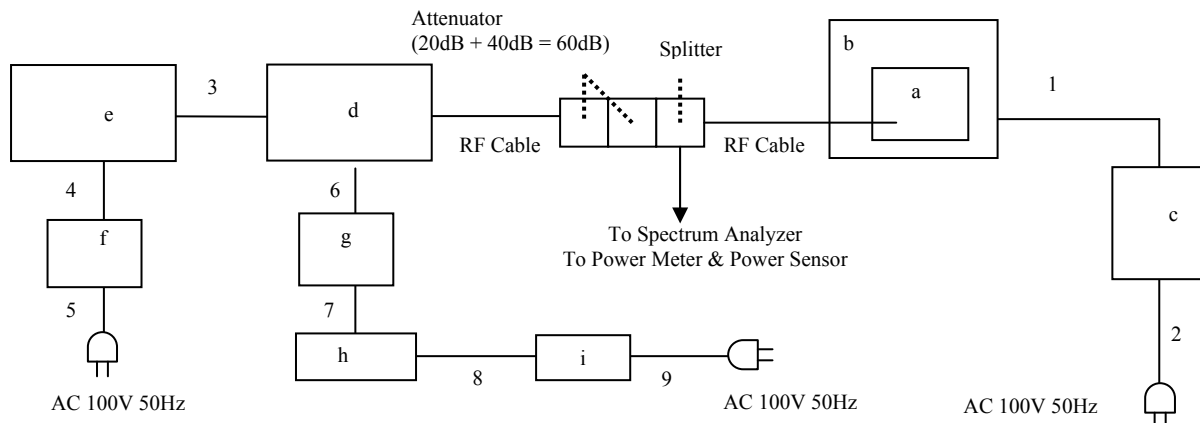 Attenuator
(20dB + 40dB = 60dB)
Splitter
b
a
1
3
e
d
RF Cable
RF Cable
4
6
c
f
g
To Spectrum Analyzer
To Power Meter & Power Sensor
5
7
2
h
i
8
9
AC 100V 50Hz
AC 100V 50Hz
AC 100V 50Hz